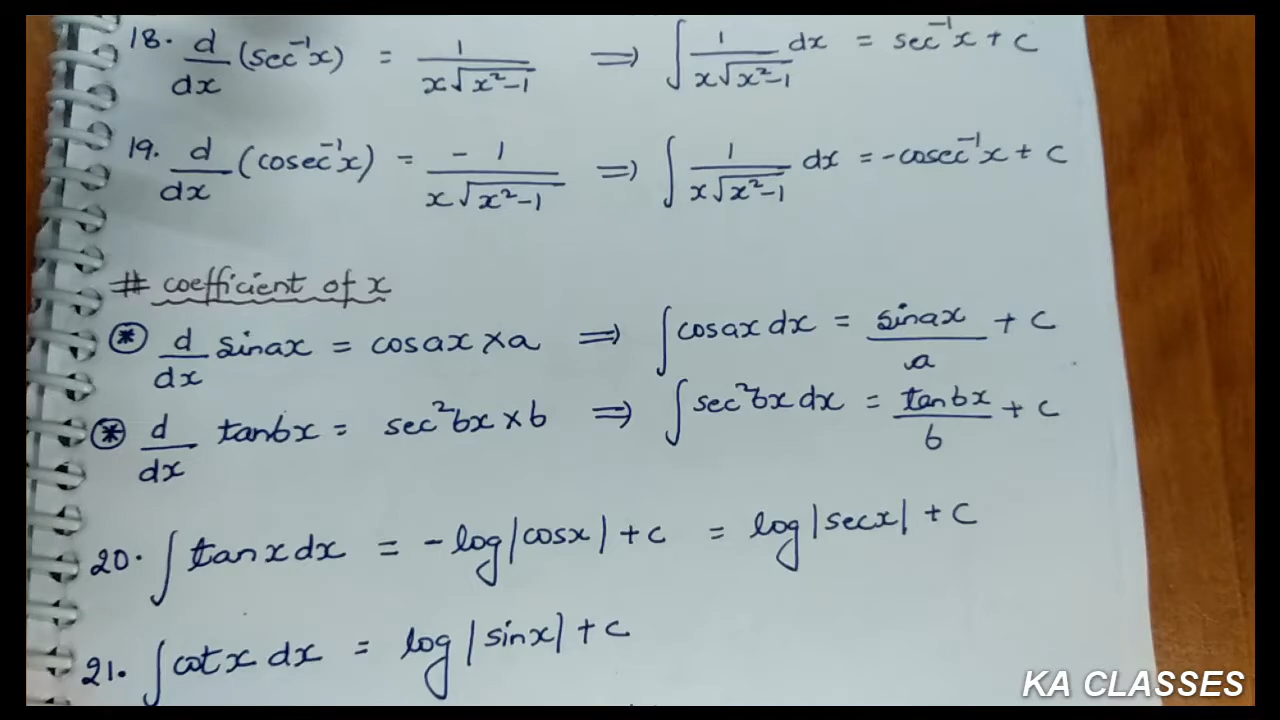 18. d/dx (sec⁻¹x) = 1/(x√(x²-1)) ⟹ ∫ 1/(x√(x²-1)) dx = sec⁻¹x + c
19. d/dx (cosec⁻¹x) = -1/(x√(x²-1)) ⟹ ∫ 1/(x√(x²-1)) dx = -cosec⁻¹x + c
# coefficient of x
⊛ d/dx sinax = cosax × a ⟹ ∫ cosax dx = sinax/a + c
⊛ d/dx tanbx = sec²bx × b ⟹ ∫ sec²bx dx = tanbx/b + c
20. ∫ tanx dx = -log|cosx| + c = log|secx| + c
21. ∫ cotx dx = log|sinx| + c
KA CLASSES